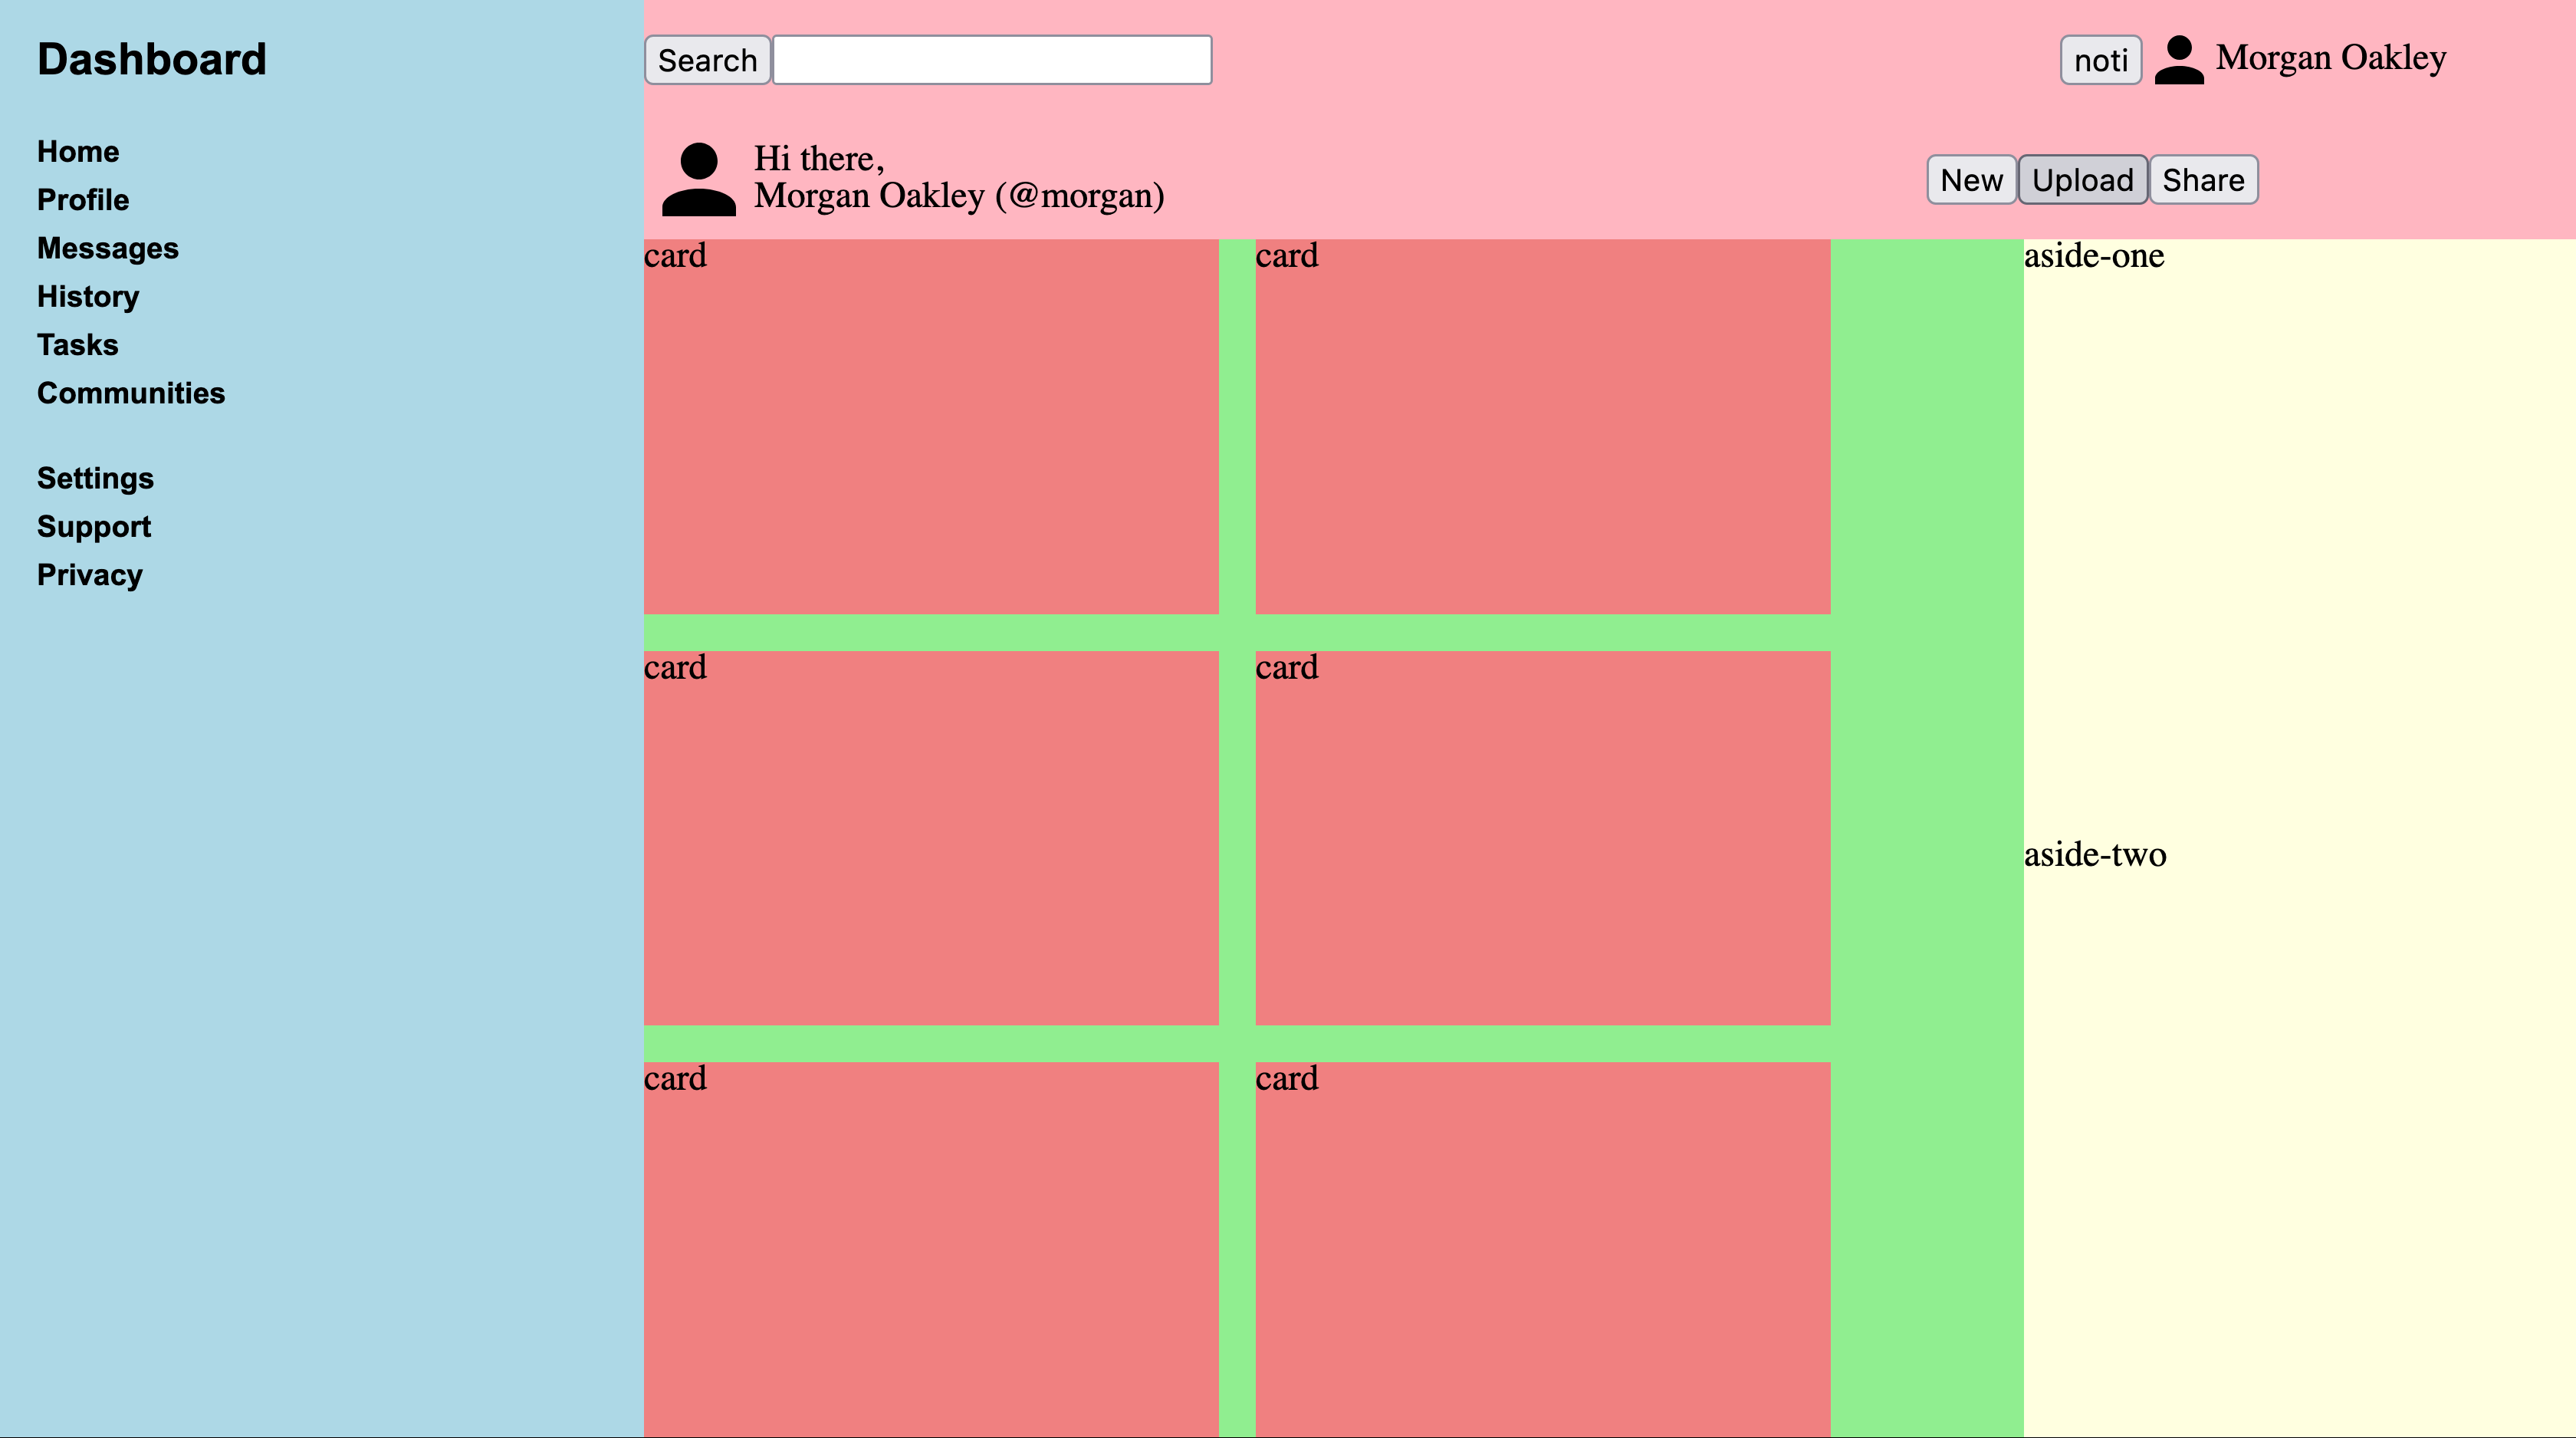 Dashboard
Home
Profile
Messages
History
Tasks
Communities
Settings
Support
Privacy
Search
noti
Morgan Oakley
Hi there,
Morgan Oakley (@morgan)
New
Upload
Share
card
card
aside-one
card
card
aside-two
card
card